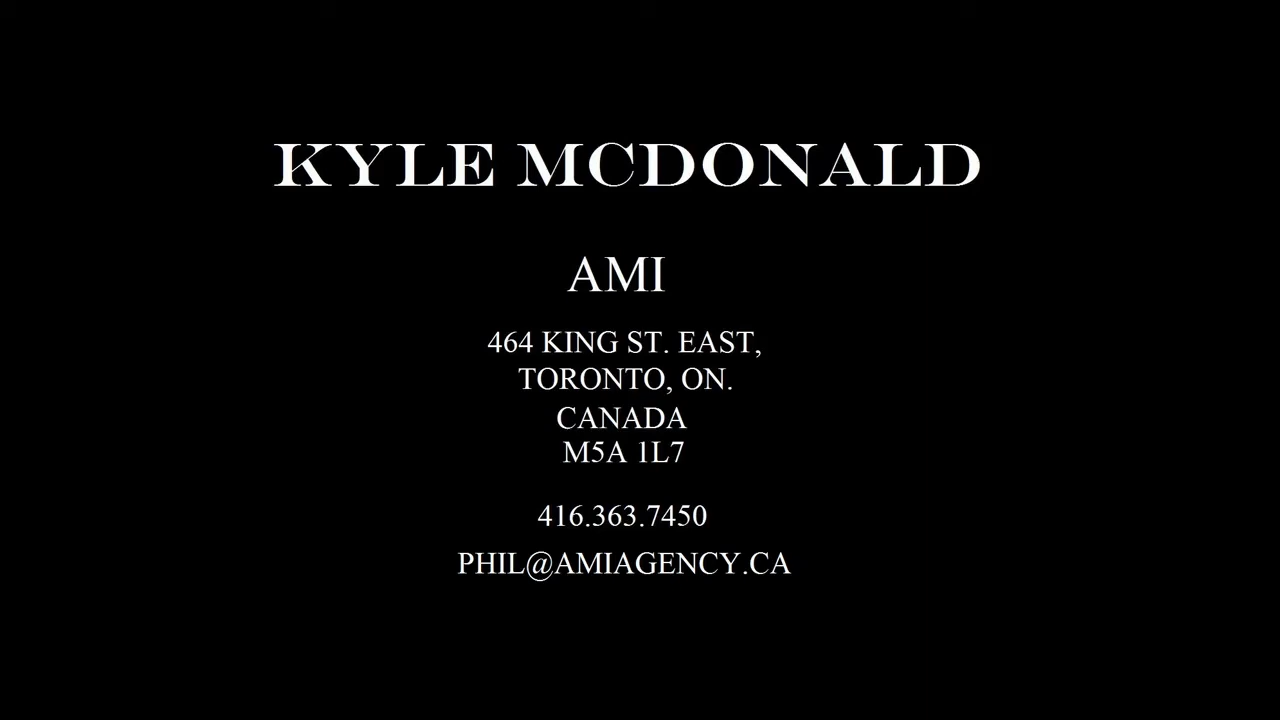 KYLE MCDONALD
AMI
464 KING ST. EAST,
TORONTO, ON.
CANADA
M5A 1L7
416.363.7450
PHIL@AMIAGENCY.CA